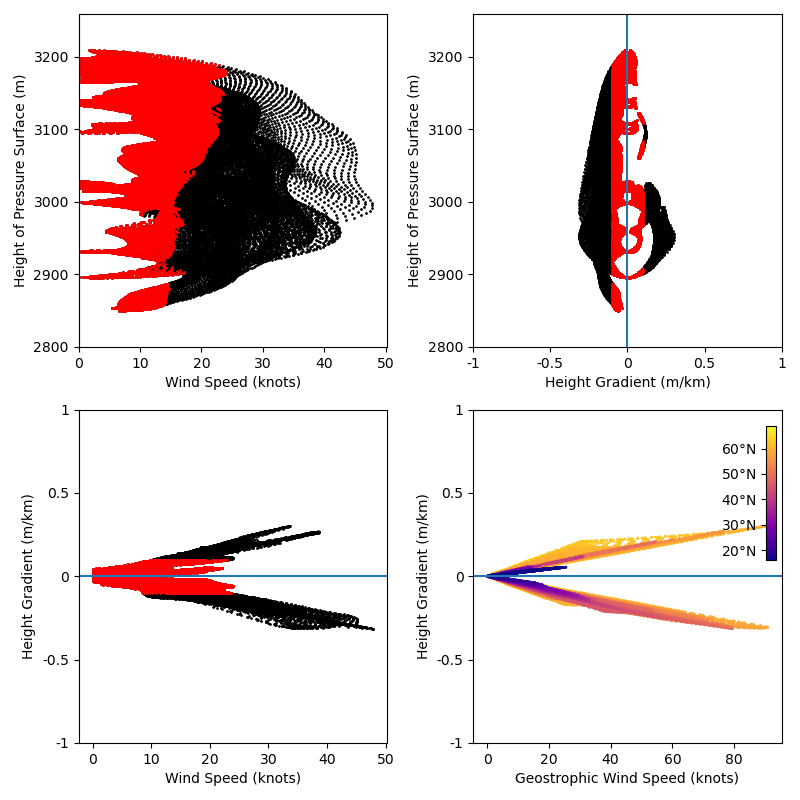 Height of Pressure Surface (m)
3200
3100
3000
2900
2800
0 10 20 30 40 50
Wind Speed (knots)
Height of Pressure Surface (m)
3200
3100
3000
2900
2800
-1 -0.5 0 0.5 1
Height Gradient (m/km)
Height Gradient (m/km)
1
0.5
0
-0.5
-1
0 10 20 30 40 50
Wind Speed (knots)
Height Gradient (m/km)
1
0.5
0
-0.5
-1
60°N
50°N
40°N
30°N
20°N
0 20 40 60 80
Geostrophic Wind Speed (knots)